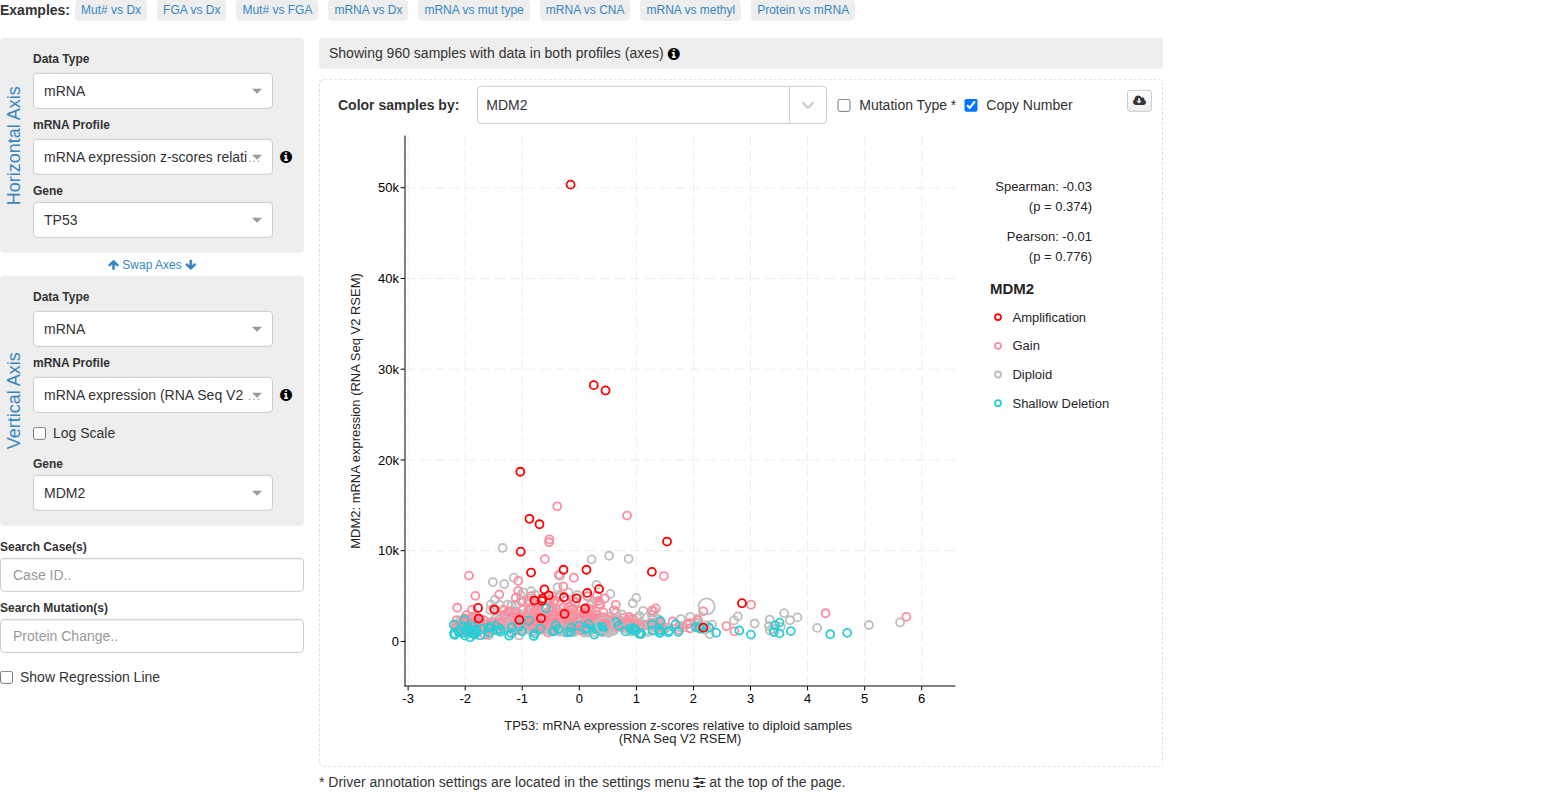 Examples: Mut# vs Dx FGA vs Dx Mut# vs FGA mRNA vs Dx mRNA vs mut type mRNA vs CNA mRNA vs methyl Protein vs mRNA
Horizontal Axis
Data Type
mRNA
mRNA Profile
mRNA expression z-scores relati...
Gene
TP53
Swap Axes
Vertical Axis
Data Type
mRNA
mRNA Profile
mRNA expression (RNA Seq V2 ...
Log Scale
Gene
MDM2
Search Case(s)
Case ID..
Search Mutation(s)
Protein Change..
Show Regression Line
Showing 960 samples with data in both profiles (axes)
Color samples by: MDM2 Mutation Type * Copy Number
MDM2: mRNA expression (RNA Seq V2 RSEM)
50k
40k
30k
20k
10k
0
-3 -2 -1 0 1 2 3 4 5 6
TP53: mRNA expression z-scores relative to diploid samples
(RNA Seq V2 RSEM)
Spearman: -0.03
(p = 0.374)
Pearson: -0.01
(p = 0.776)
MDM2
Amplification
Gain
Diploid
Shallow Deletion
* Driver annotation settings are located in the settings menu at the top of the page.